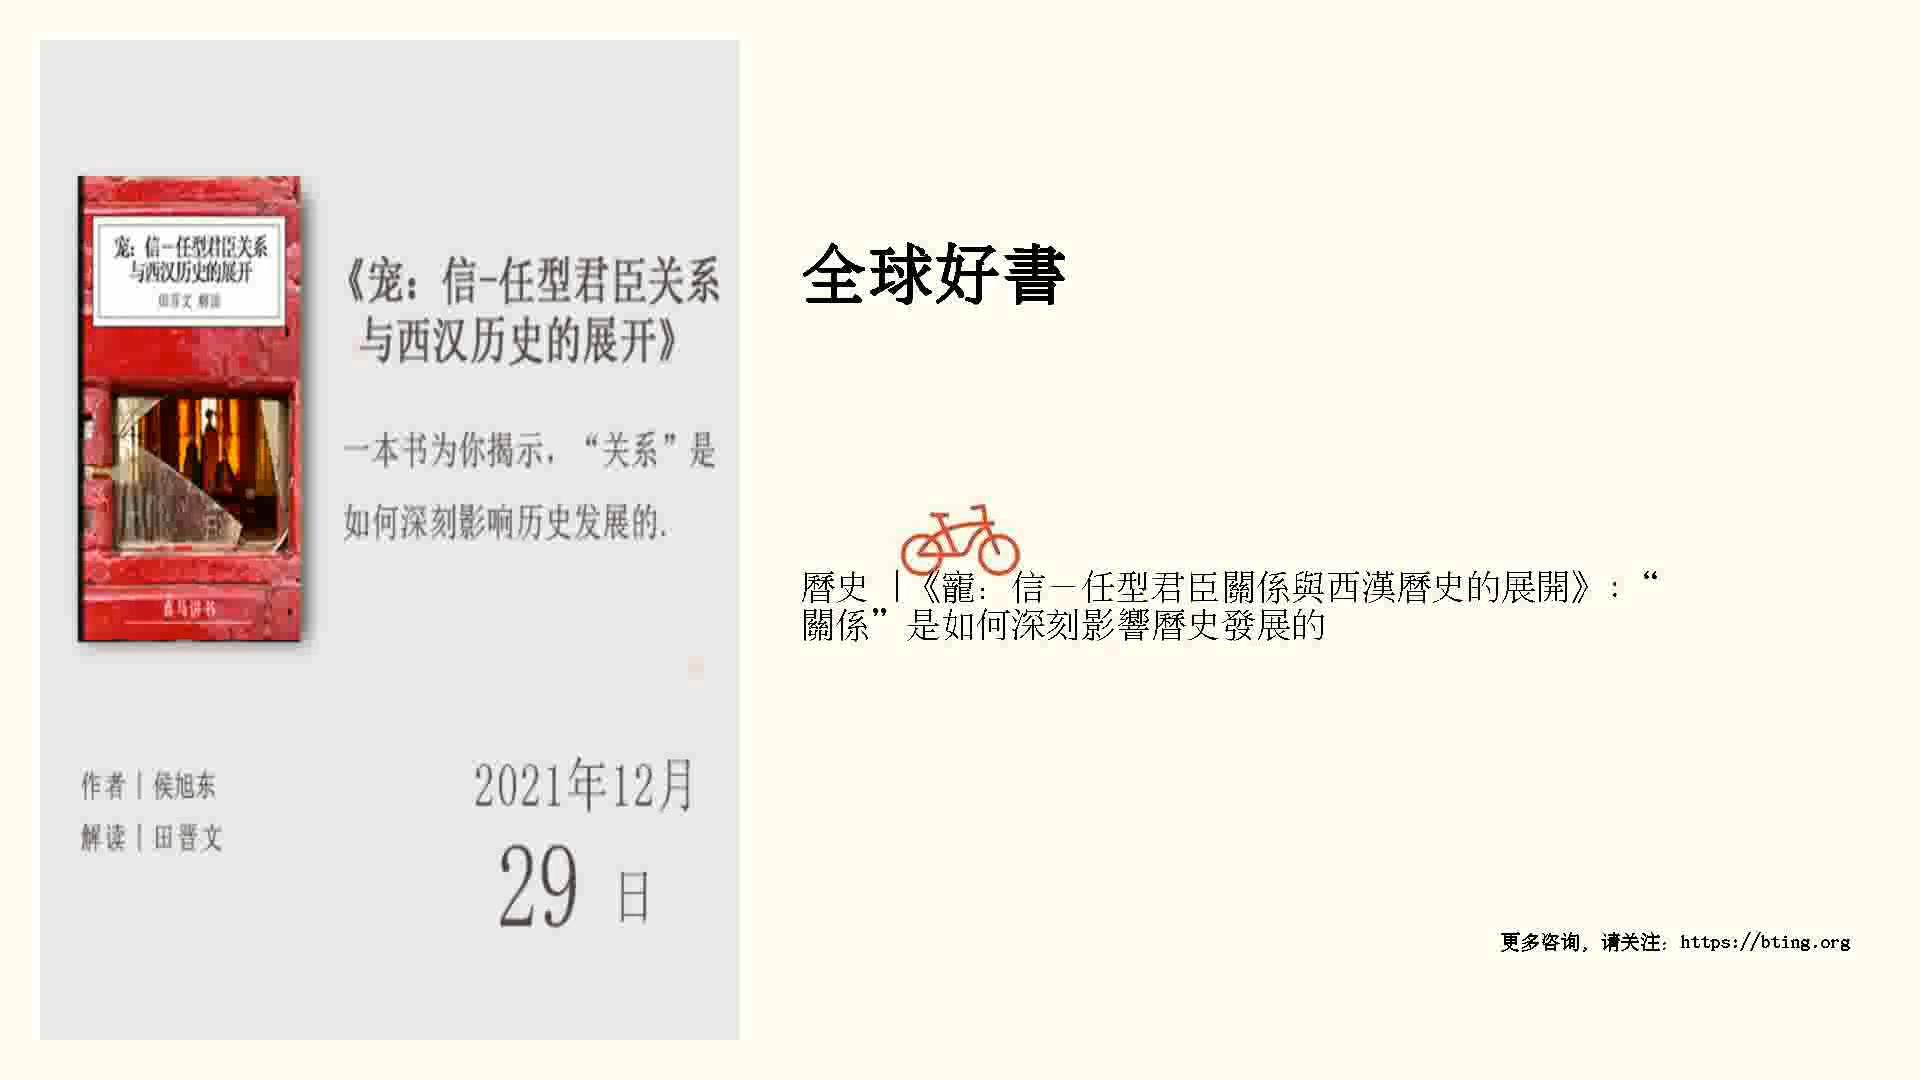 宠：信－任型君臣关系
与西汉历史的展开
田晋文 解读
喜马讲书
《宠：信-任型君臣关系
与西汉历史的展开》
一本书为你揭示，“关系”是
如何深刻影响历史发展的.
作者丨侯旭东
解读丨田晋文
2021年12月
29 日
全球好書
曆史 |《寵：信－任型君臣關係與西漢曆史的展開》：“
關係”是如何深刻影響曆史發展的
更多咨询，请关注：https://bting.org